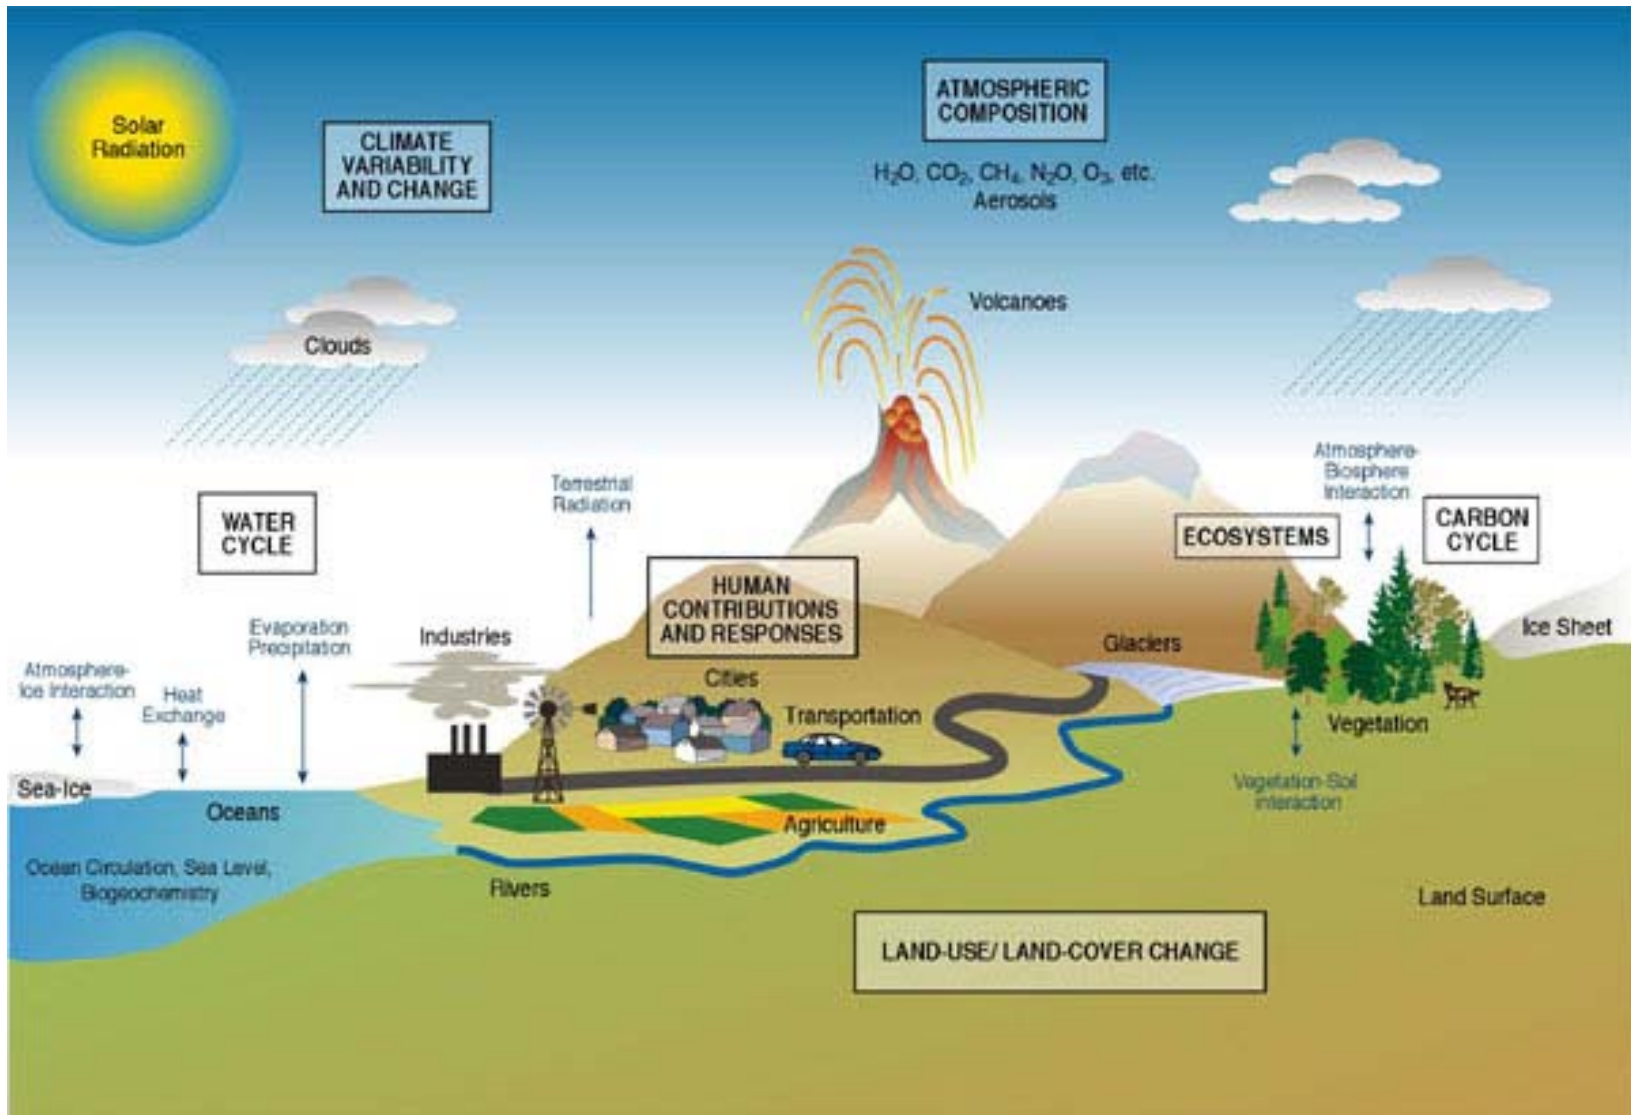 Solar
Radiation
CLIMATE
VARIABILITY
AND CHANGE
ATMOSPHERIC
COMPOSITION
H₂O, CO₂, CH₄, N₂O, O₃, etc.
Aerosols
Volcanoes
Clouds
Atmosphere-
Biosphere
Interaction
Terrestrial
Radiation
WATER
CYCLE
ECOSYSTEMS
CARBON
CYCLE
HUMAN
CONTRIBUTIONS
AND RESPONSES
Evaporation
Precipitation
Industries
Glaciers
Ice Sheet
Atmosphere-
Ice Interaction
Heat
Exchange
Cities
Transportation
Vegetation
Sea-Ice
Oceans
Vegetation-Soil
Interaction
Agriculture
Ocean Circulation, Sea Level,
Biogeochemistry
Rivers
Land Surface
LAND-USE/ LAND-COVER CHANGE